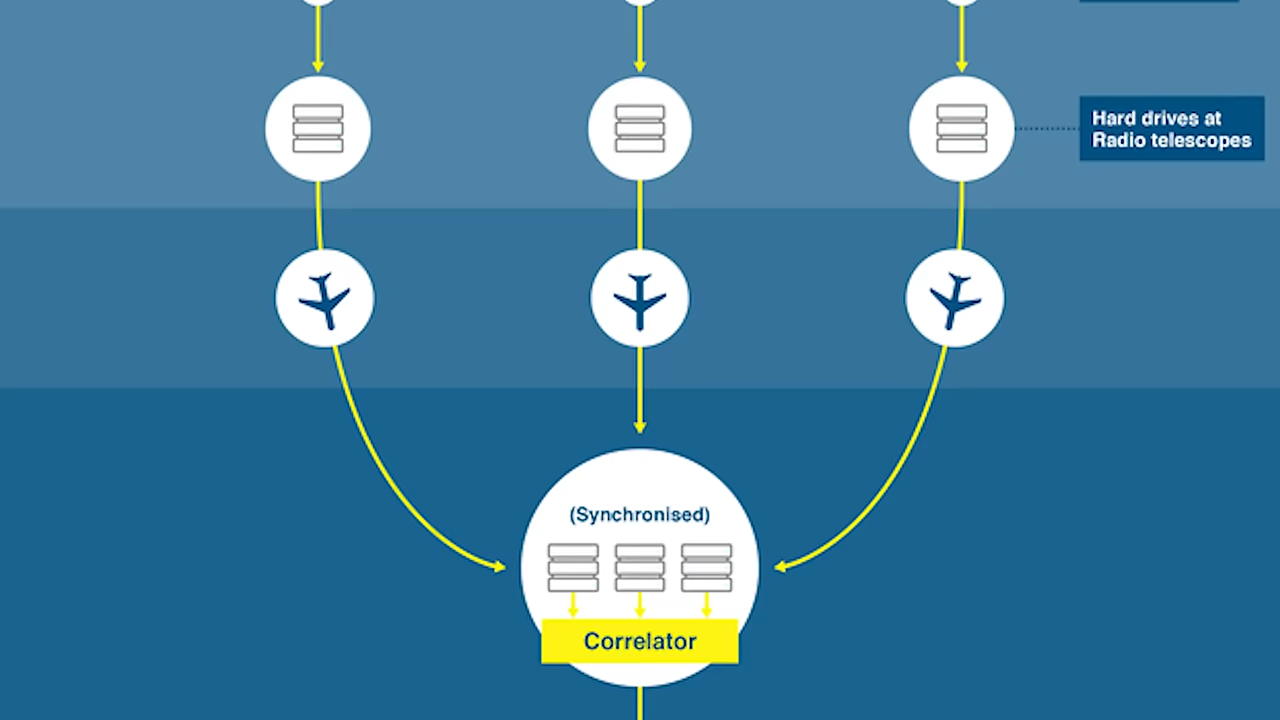 Hard drives at
Radio telescopes
(Synchronised)
Correlator